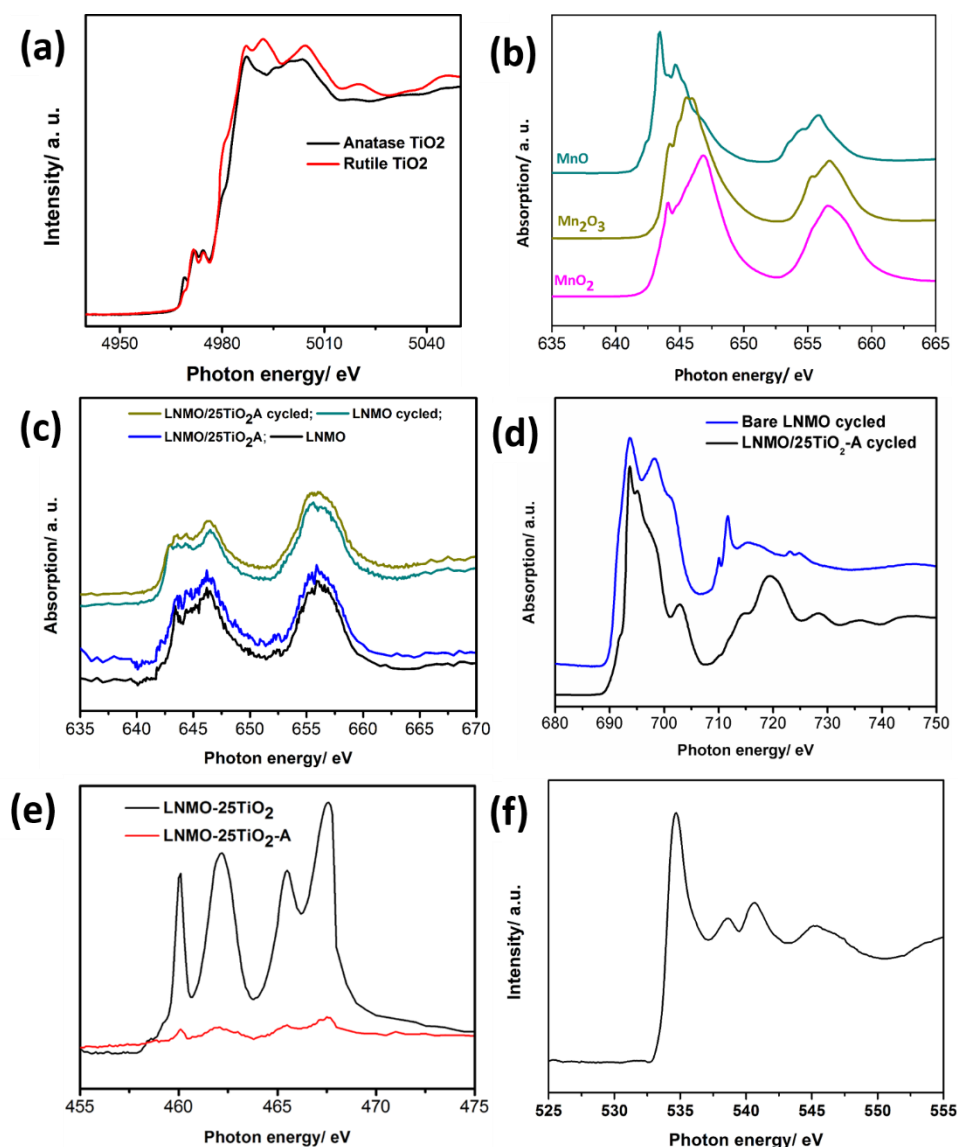 (a)
Intensity/ a. u.
Anatase TiO2
Rutile TiO2
4950 4980 5010 5040
Photon energy/ eV
(b)
Absorption/ a. u.
MnO
Mn2O3
MnO2
635 640 645 650 655 660 665
Photon energy/ eV
(c)
Absorption/ a. u.
LNMO/25TiO2A cycled; LNMO cycled;
LNMO/25TiO2A; LNMO
635 640 645 650 655 660 665 670
Photon energy/ eV
(d)
Absorption/ a.u.
Bare LNMO cycled
LNMO/25TiO2-A cycled
680 690 700 710 720 730 740 750
Photon energy/ eV
(e)
Intensity/ a. u.
LNMO-25TiO2
LNMO-25TiO2-A
455 460 465 470 475
Photon energy/ eV
(f)
Intensity/ a.u.
525 530 535 540 545 550 555
Photon energy/ eV